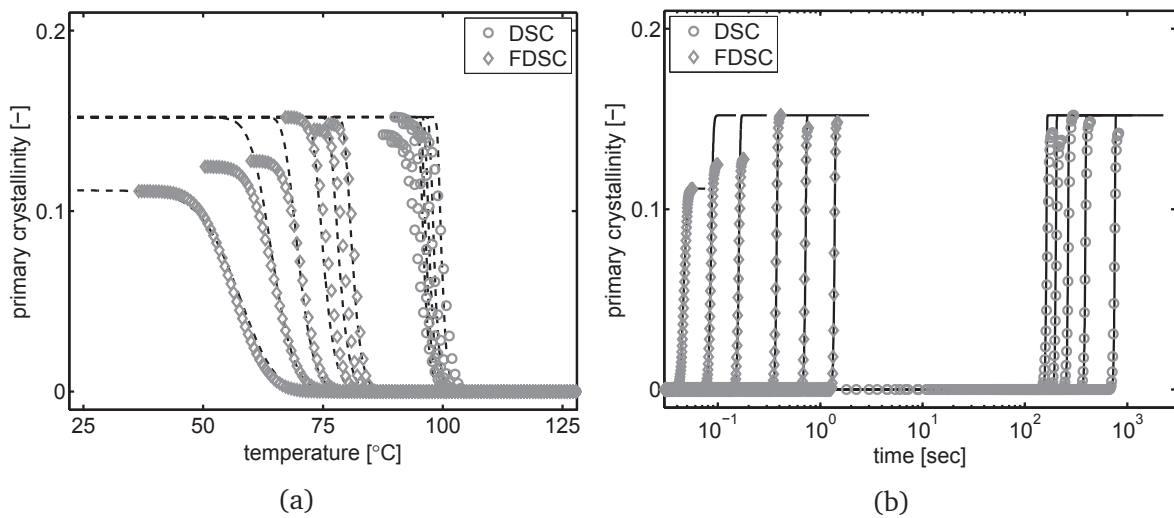 0.2
0.1
0
primary crystallinity [−]
DSC
FDSC
25 50 75 100 125
temperature [°C]
(a)
0.2
0.1
0
primary crystallinity [−]
DSC
FDSC
10⁻¹ 10⁰ 10¹ 10² 10³
time [sec]
(b)